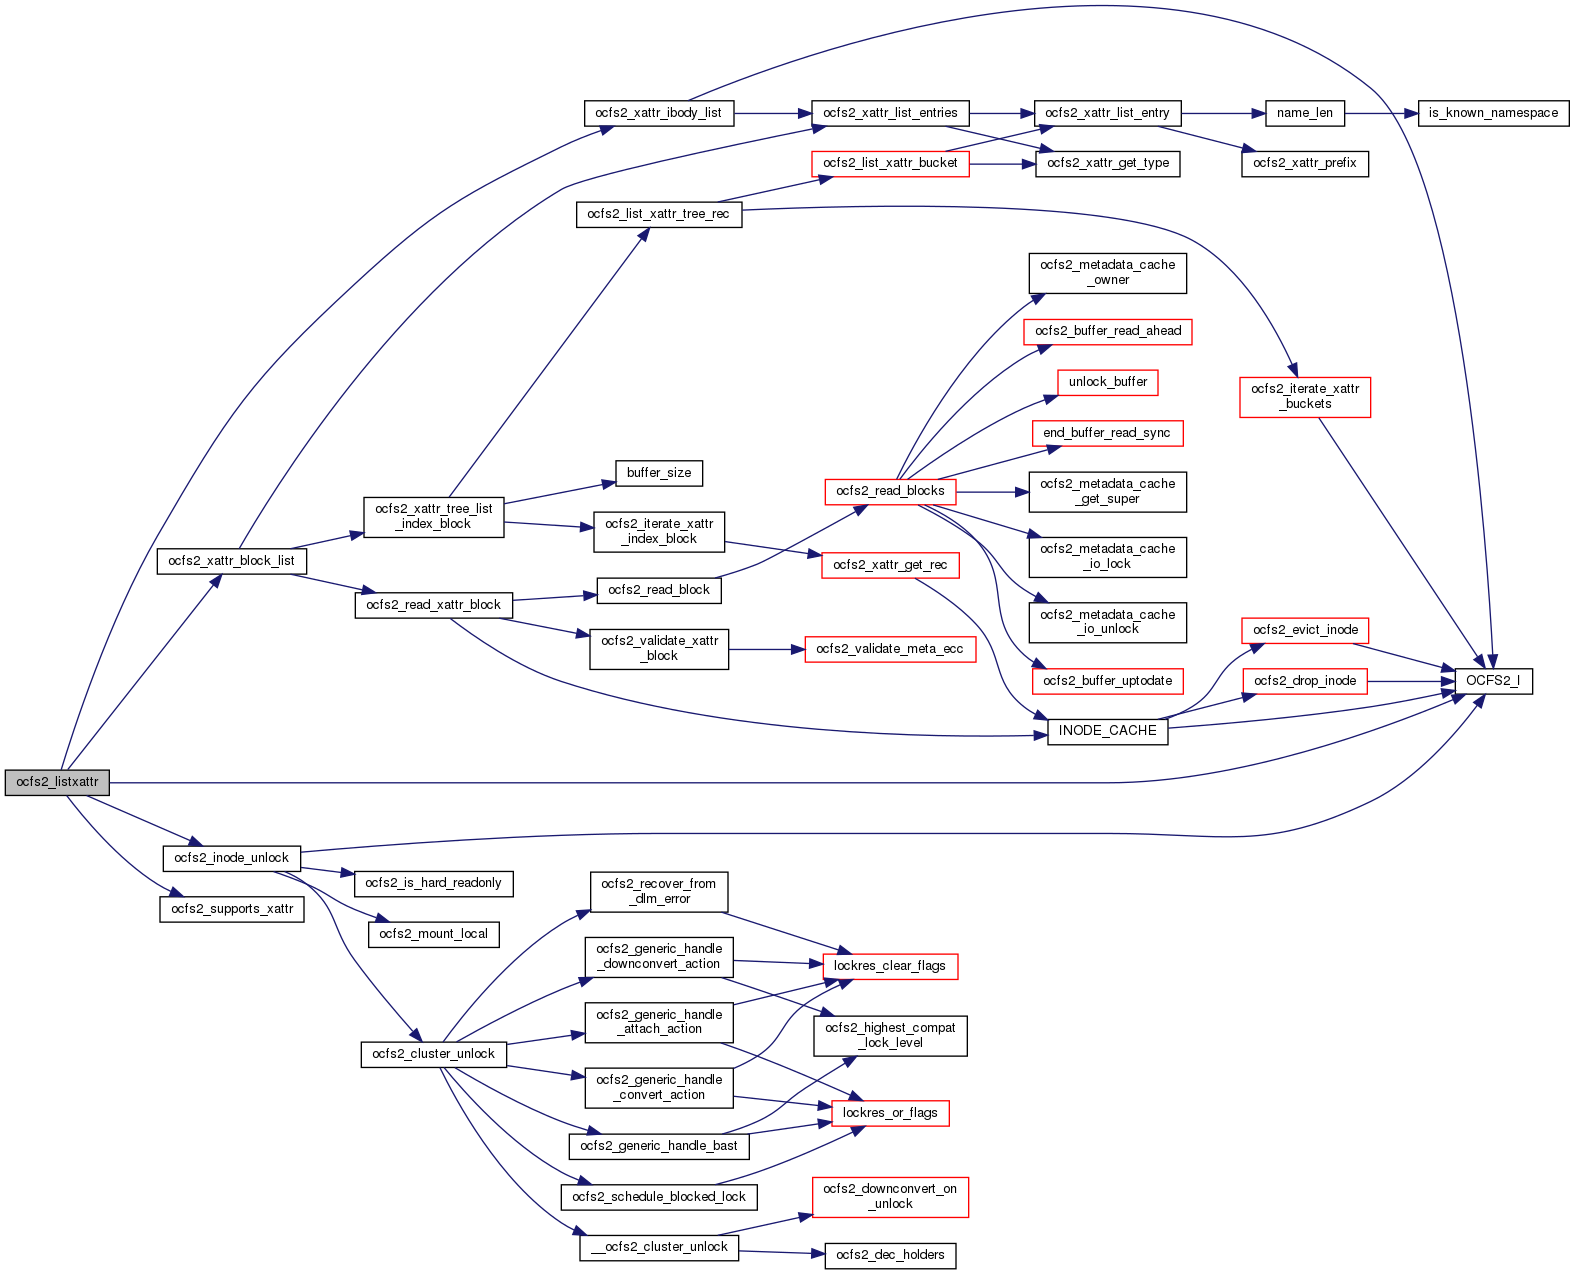 ocfs2_xattr_ibody_list
ocfs2_xattr_list_entries
ocfs2_xattr_list_entry
name_len
is_known_namespace
ocfs2_list_xattr_bucket
ocfs2_xattr_get_type
ocfs2_xattr_prefix
ocfs2_list_xattr_tree_rec
ocfs2_metadata_cache
_owner
ocfs2_buffer_read_ahead
unlock_buffer
ocfs2_iterate_xattr
_buckets
end_buffer_read_sync
buffer_size
ocfs2_read_blocks
ocfs2_metadata_cache
_get_super
ocfs2_xattr_tree_list
_index_block
ocfs2_iterate_xattr
_index_block
ocfs2_metadata_cache
_io_lock
ocfs2_xattr_block_list
ocfs2_xattr_get_rec
ocfs2_read_block
ocfs2_read_xattr_block
ocfs2_metadata_cache
_io_unlock
ocfs2_evict_inode
ocfs2_validate_xattr
_block
ocfs2_validate_meta_ecc
ocfs2_buffer_uptodate
ocfs2_drop_inode
OCFS2_I
INODE_CACHE
ocfs2_listxattr
ocfs2_inode_unlock
ocfs2_is_hard_readonly
ocfs2_supports_xattr
ocfs2_mount_local
ocfs2_recover_from
_dlm_error
ocfs2_generic_handle
_downconvert_action
lockres_clear_flags
ocfs2_generic_handle
_attach_action
ocfs2_highest_compat
_lock_level
ocfs2_cluster_unlock
ocfs2_generic_handle
_convert_action
lockres_or_flags
ocfs2_generic_handle_bast
ocfs2_schedule_blocked_lock
ocfs2_downconvert_on
_unlock
__ocfs2_cluster_unlock
ocfs2_dec_holders